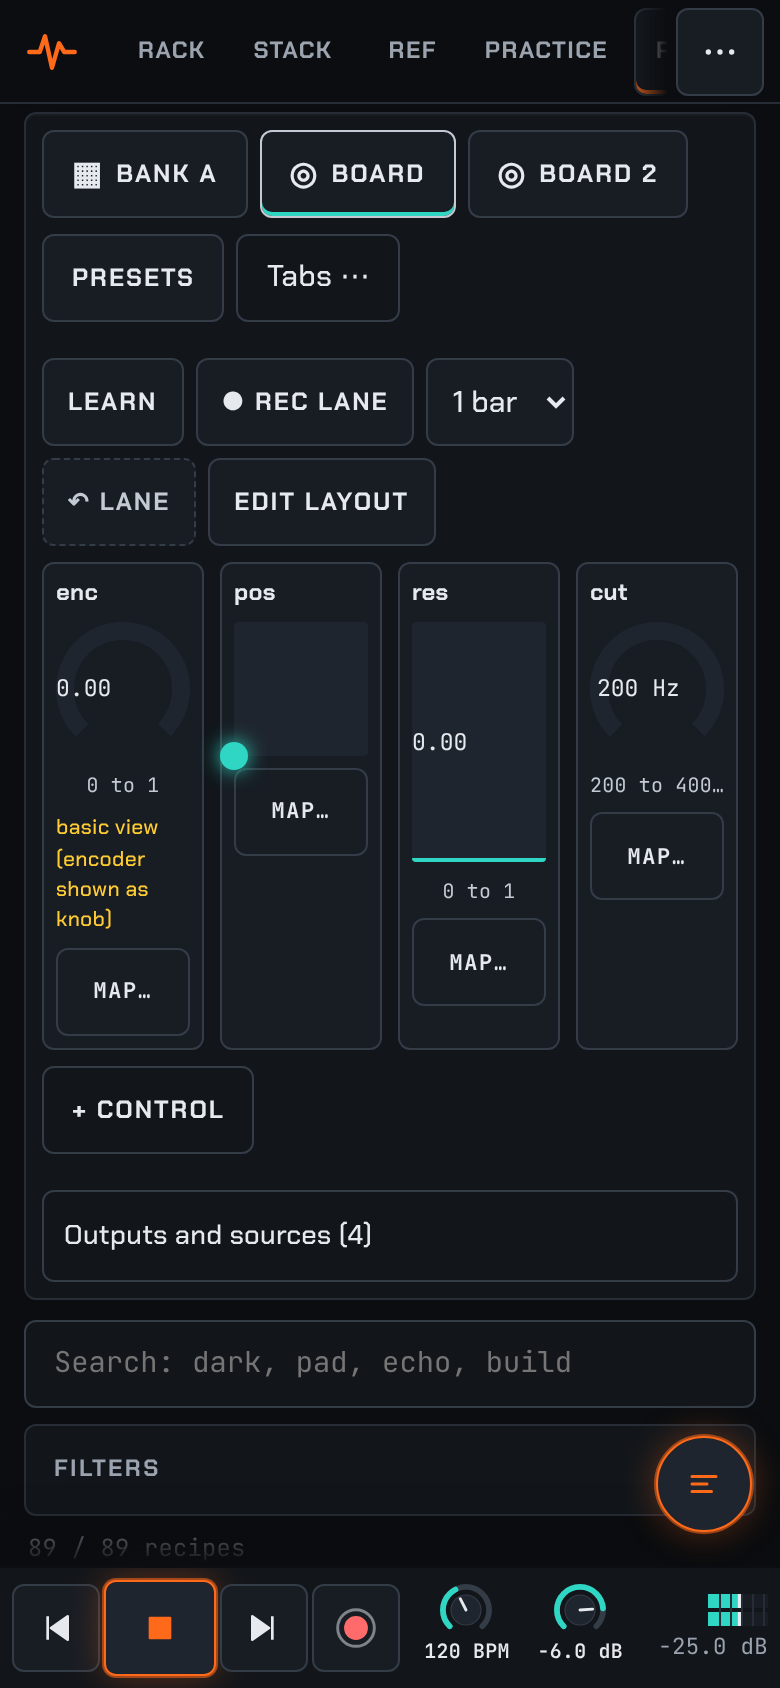 RACK STACK REF PRACTICE
BANK A BOARD BOARD 2
PRESETS Tabs ···
LEARN REC LANE 1 bar
↶ LANE EDIT LAYOUT
enc pos res cut
0.00 0.00 200 Hz
0 to 1 0 to 1 200 to 400…
basic view
(encoder
shown as
knob)
MAP… MAP… MAP… MAP…
+ CONTROL
Outputs and sources (4)
Search: dark, pad, echo, build
FILTERS
89 / 89 recipes
120 BPM -6.0 dB -25.0 dB